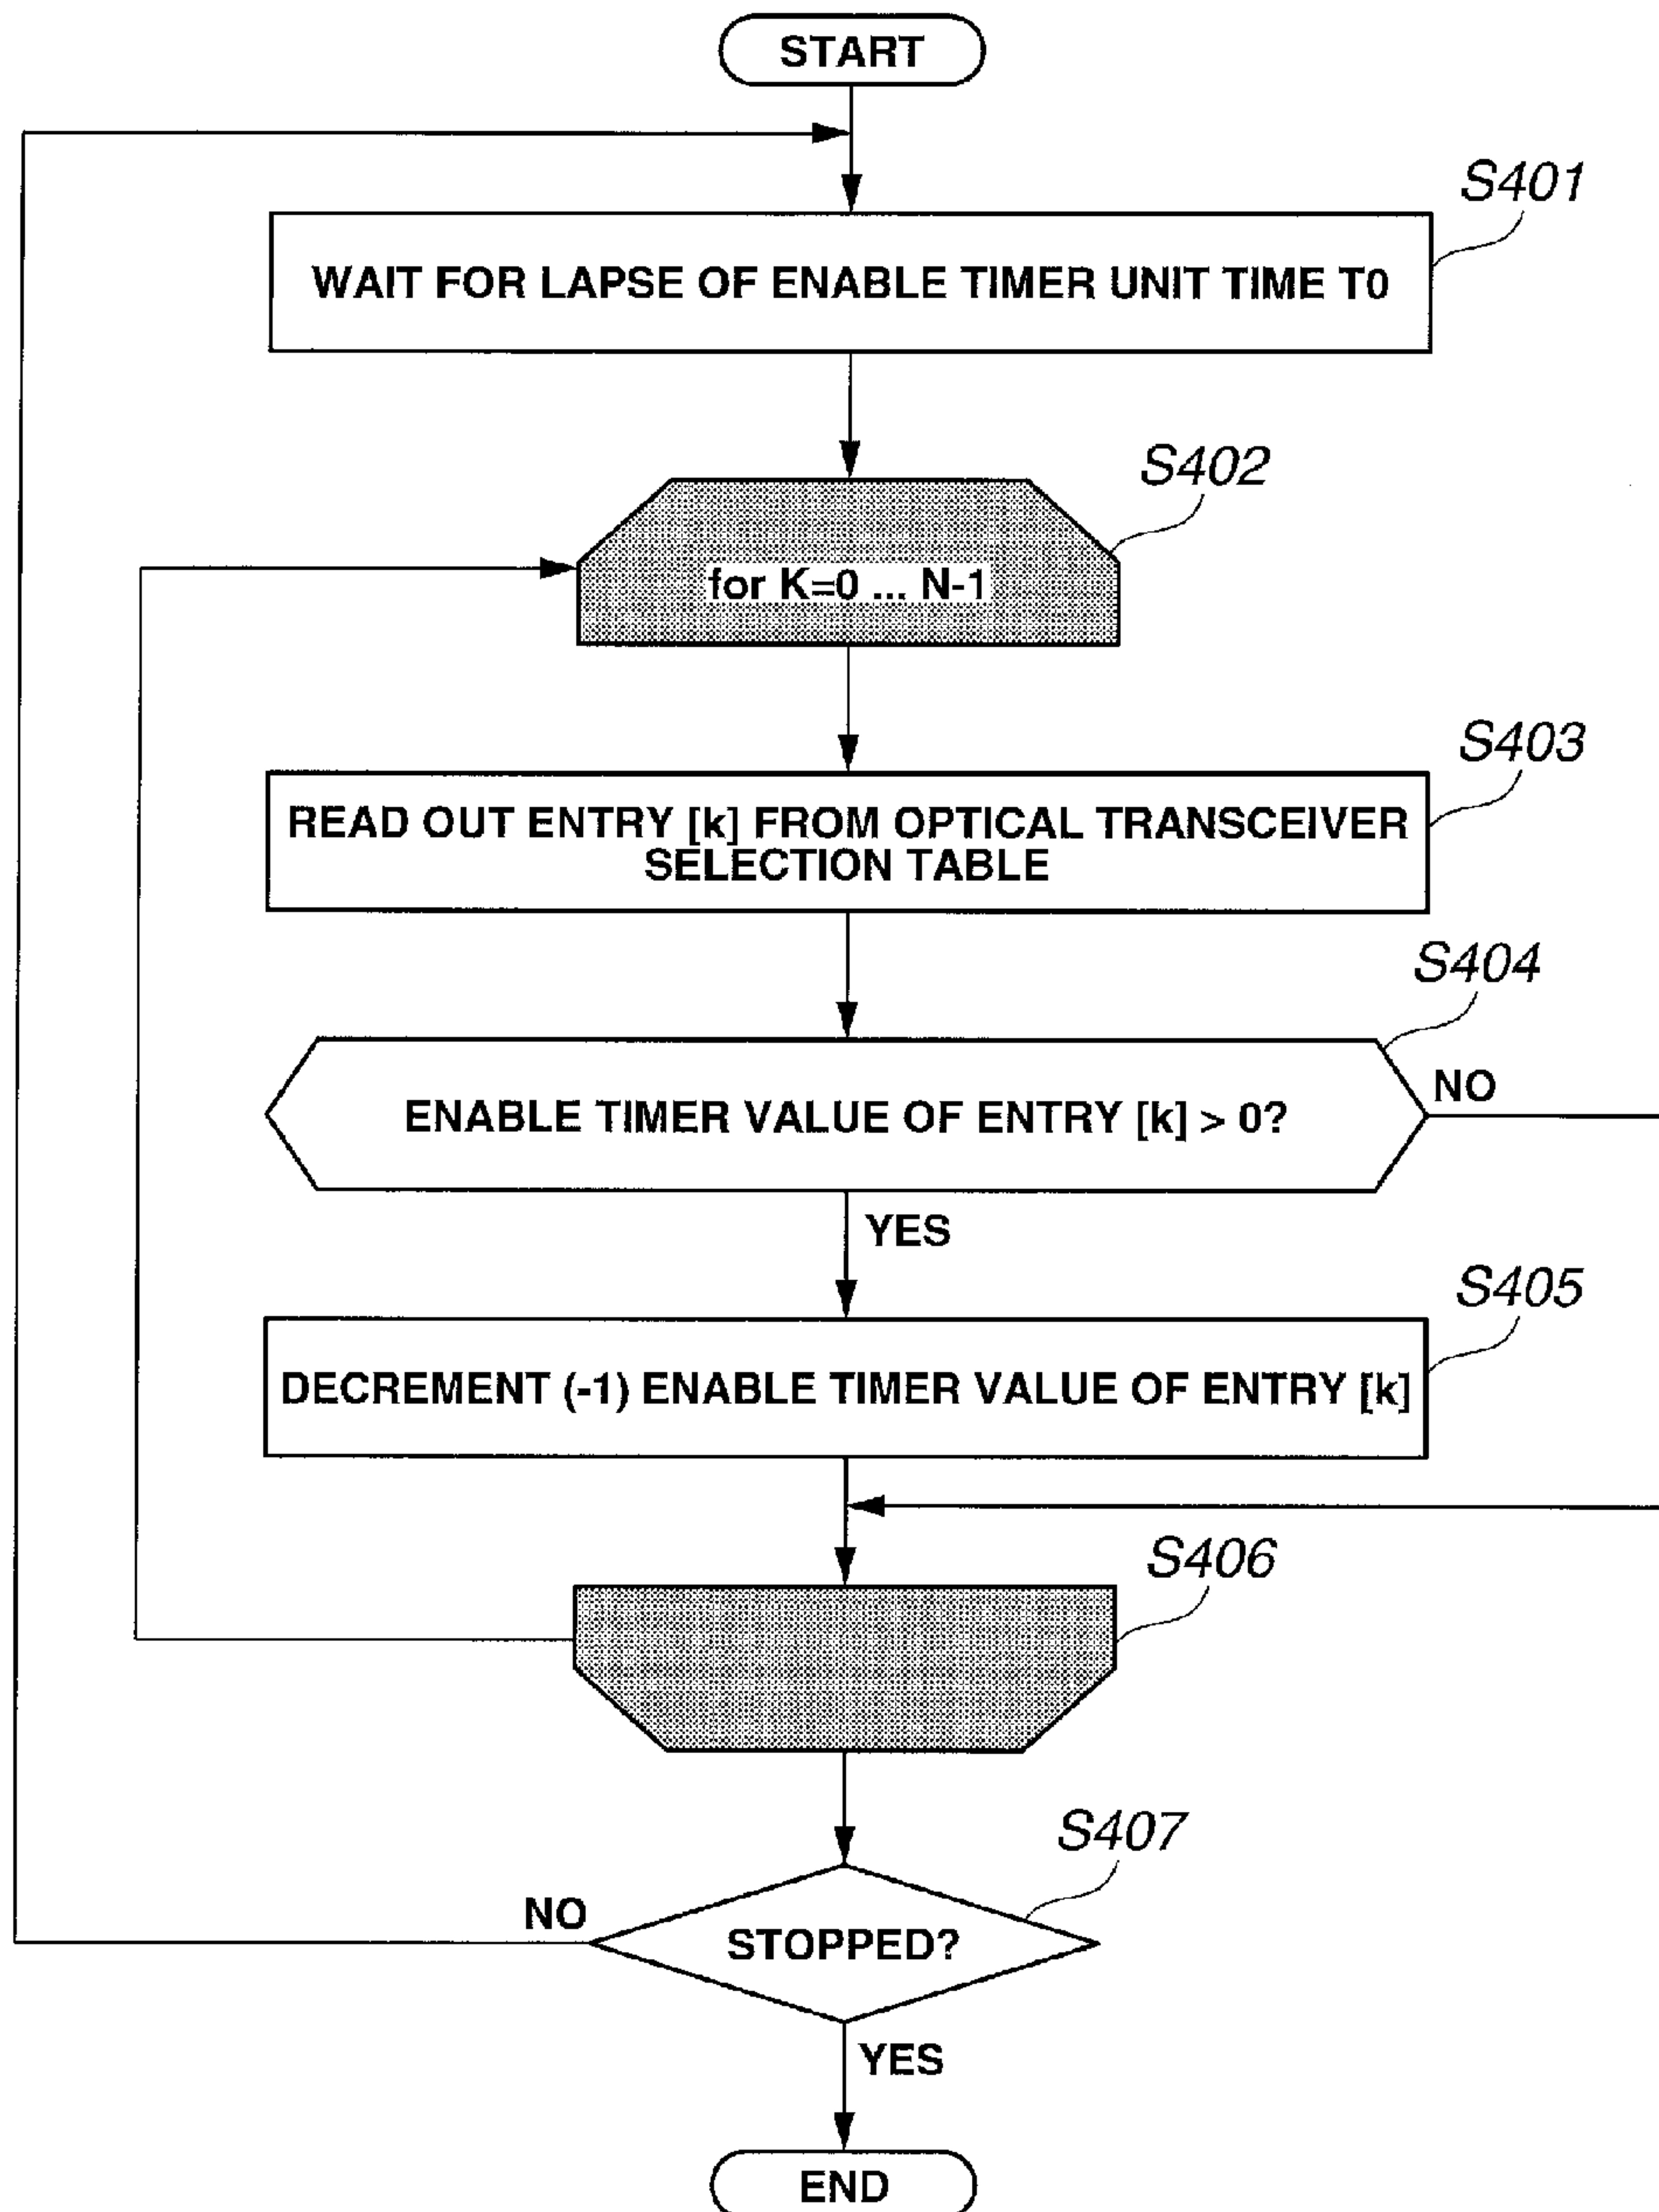 START
S401
WAIT FOR LAPSE OF ENABLE TIMER UNIT TIME T0
S402
for K=0 ... N-1
S403
READ OUT ENTRY [k] FROM OPTICAL TRANSCEIVER
SELECTION TABLE
S404
NO
ENABLE TIMER VALUE OF ENTRY [k] > 0?
YES
S405
DECREMENT (-1) ENABLE TIMER VALUE OF ENTRY [k]
S406
S407
NO
STOPPED?
YES
END